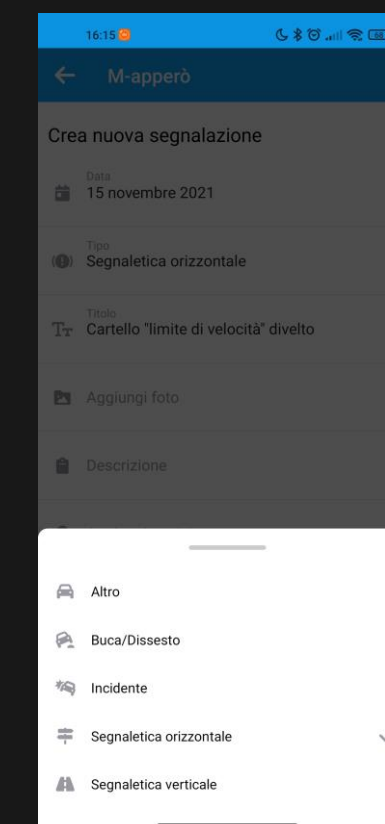 16:15
M-apperò
Crea nuova segnalazione
Data
15 novembre 2021
Tipo
Segnaletica orizzontale
Titolo
Cartello "limite di velocità" divelto
Aggiungi foto
Descrizione
Altro
Buca/Dissesto
Incidente
Segnaletica orizzontale
Segnaletica verticale